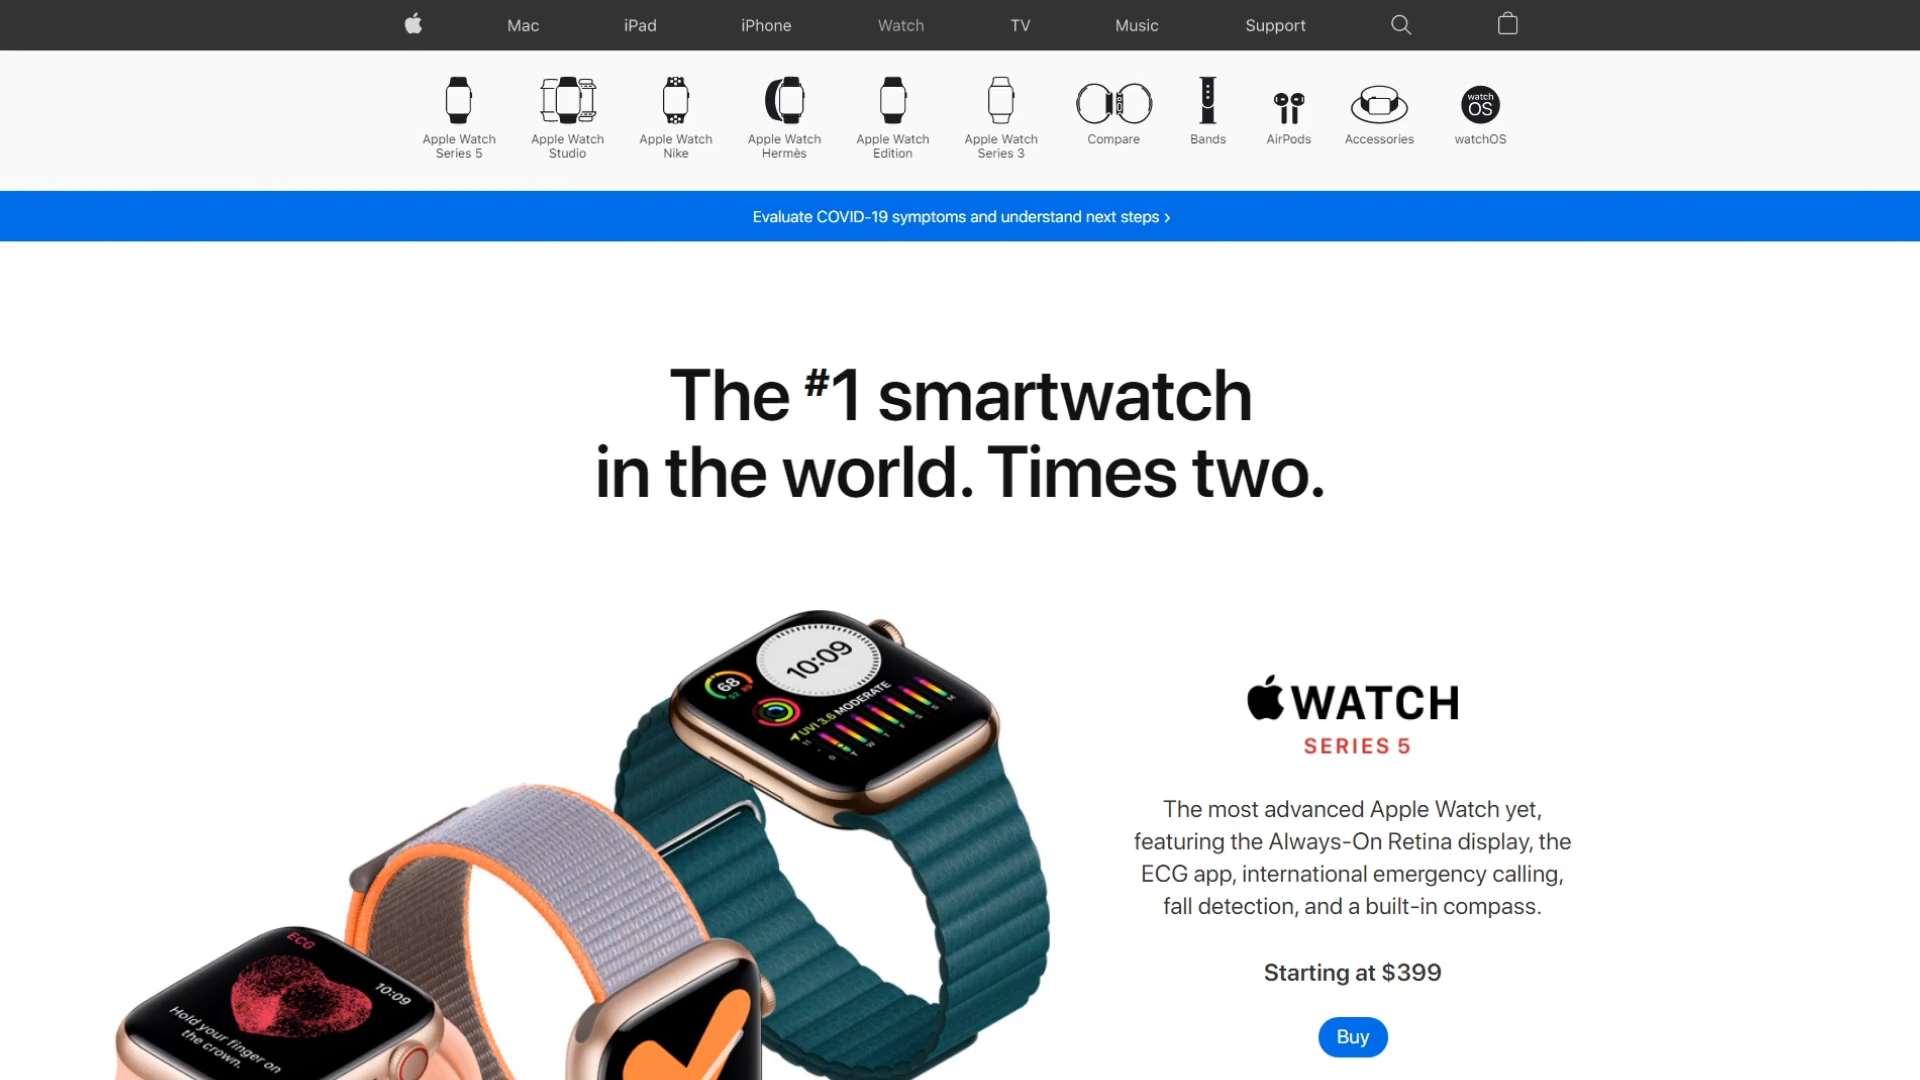 Mac
iPad
iPhone
Watch
TV
Music
Support
Apple Watch
Series 5
Apple Watch
Studio
Apple Watch
Nike
Apple Watch
Hermès
Apple Watch
Edition
Apple Watch
Series 3
Compare
Bands
AirPods
Accessories
watch
OS
watchOS
Evaluate COVID-19 symptoms and understand next steps ›
The #1 smartwatch
in the world. Times two.
10:09
68
52 89
UVI 3.6 MODERATE
WATCH
SERIES 5
The most advanced Apple Watch yet,
featuring the Always-On Retina display, the
ECG app, international emergency calling,
fall detection, and a built-in compass.
Starting at $399
Buy
ECG
10:09
Hold your finger on
the crown.